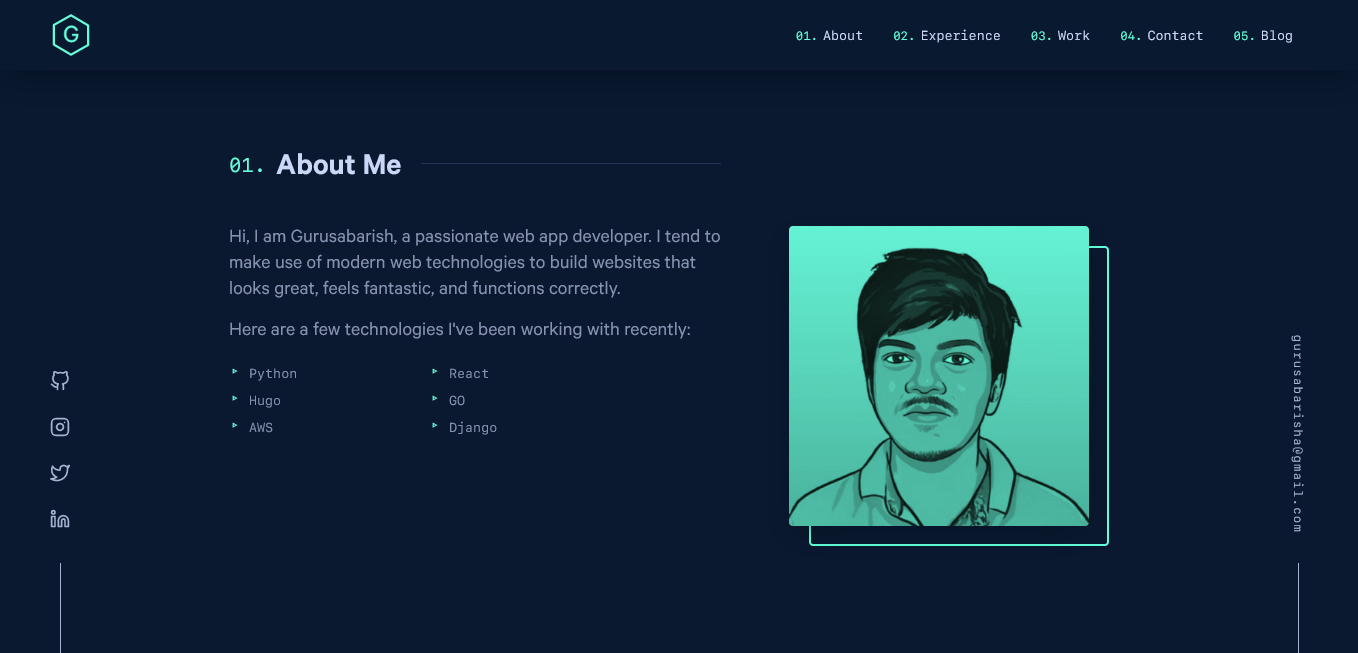 G
01. About 02. Experience 03. Work 04. Contact 05. Blog
01. About Me
Hi, I am Gurusabarish, a passionate web app developer. I tend to
make use of modern web technologies to build websites that
looks great, feels fantastic, and functions correctly.
Here are a few technologies I've been working with recently:
Python React
Hugo GO
AWS Django
gurusabarisha@gmail.com